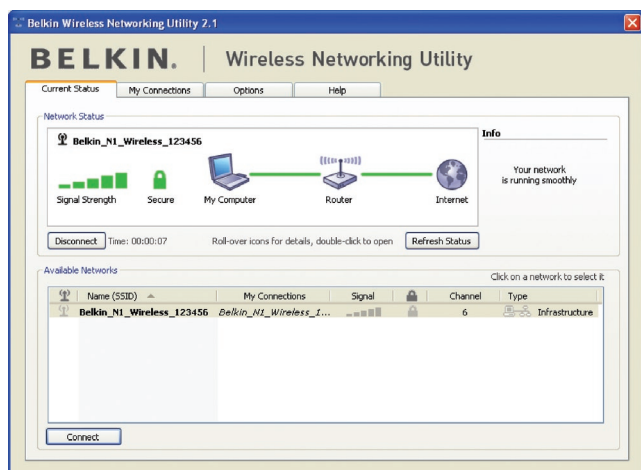 Belkin Wireless Networking Utility 2.1
BELKIN. | Wireless Networking Utility
Current Status My Connections Options Help
Network Status
Belkin_N1_Wireless_123456
Signal Strength Secure My Computer Router Internet
Info
Your network
is running smoothly
Disconnect Time: 00:00:07 Roll-over icons for details, double-click to open Refresh Status
Available Networks
Click on a network to select it
Name (SSID) My Connections Signal Channel Type
Belkin_N1_Wireless_123456 Belkin_N1_Wireless_1... 6 Infrastructure
Connect